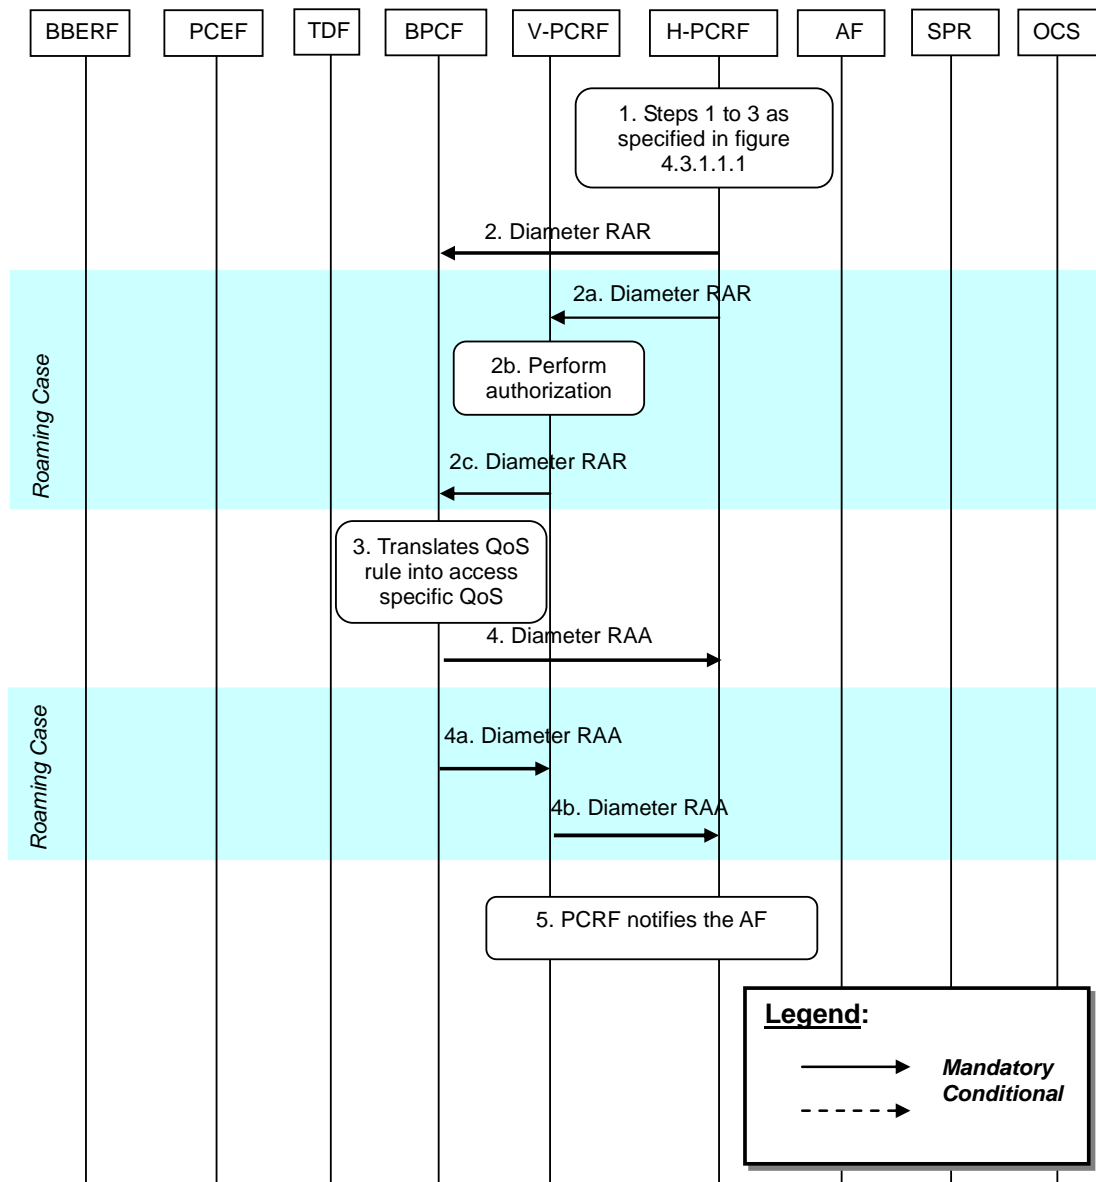 BBERF
PCEF
TDF
BPCF
V-PCRF
H-PCRF
AF
SPR
OCS
1. Steps 1 to 3 as
specified in figure
4.3.1.1.1
2. Diameter RAR
Roaming Case
2a. Diameter RAR
2b. Perform
authorization
2c. Diameter RAR
3. Translates QoS
rule into access
specific QoS
4. Diameter RAA
Roaming Case
4a. Diameter RAA
4b. Diameter RAA
5. PCRF notifies the AF
Legend:
Mandatory
Conditional